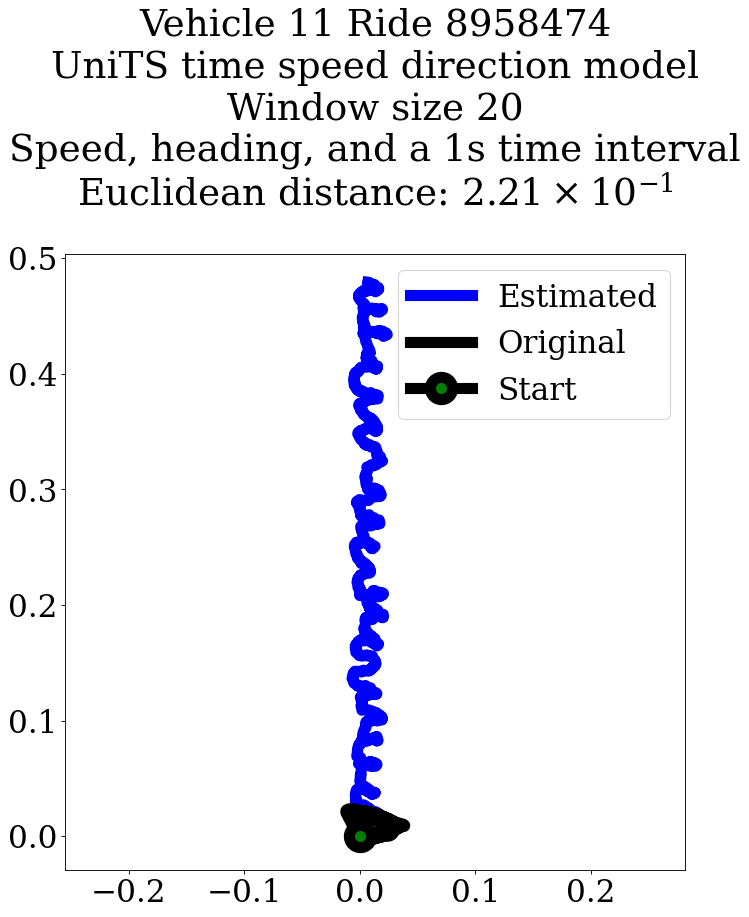 Vehicle 11 Ride 8958474
UniTS time speed direction model
Window size 20
Speed, heading, and a 1s time interval
Euclidean distance: 2.21 × 10⁻¹
0.5
Estimated
Original
Start
0.4
0.3
0.2
0.1
0.0
−0.2 −0.1 0.0 0.1 0.2